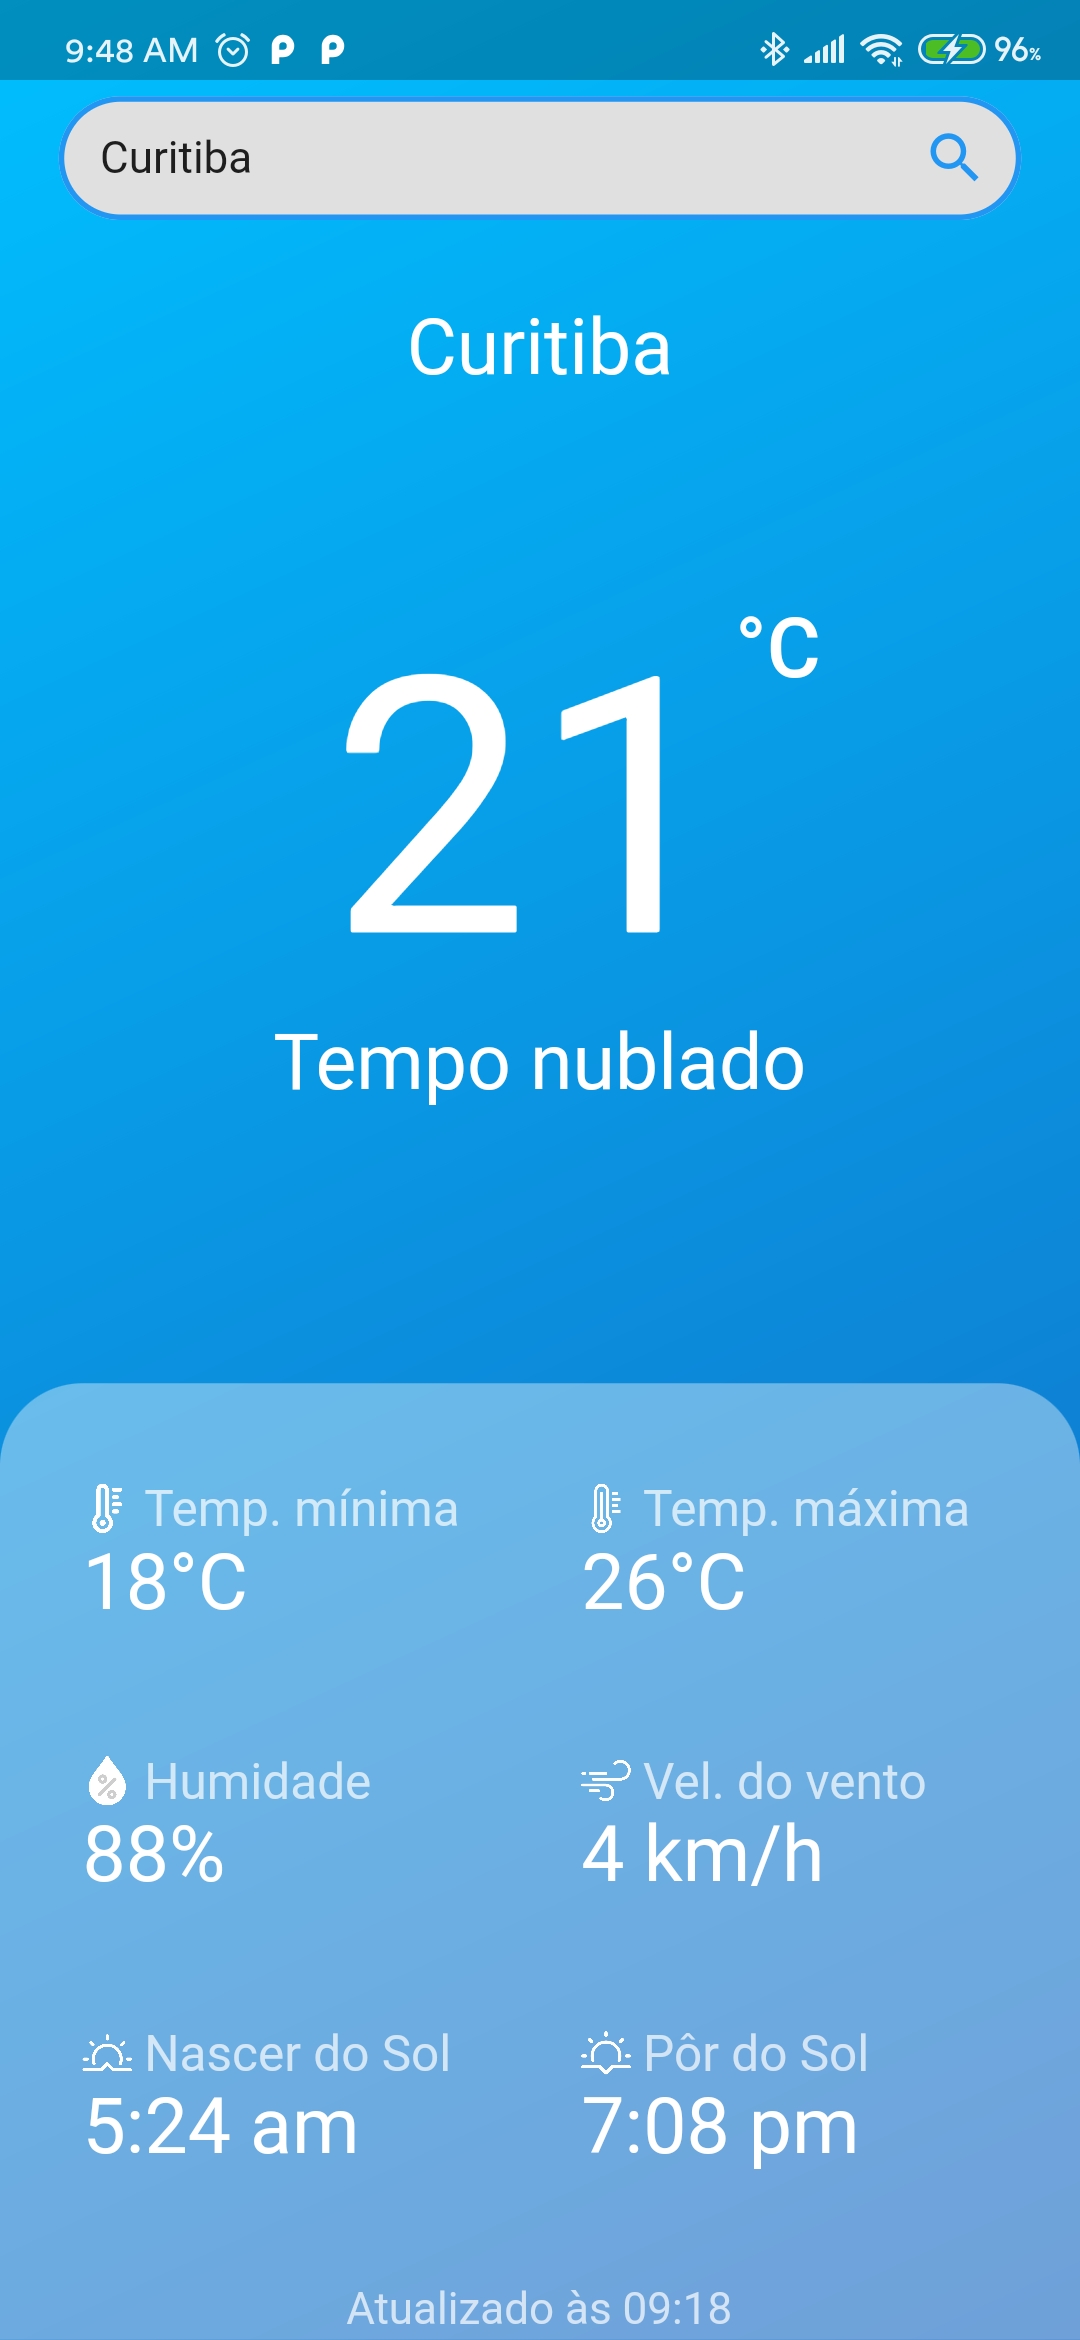 9:48 AM 96%
Curitiba
Curitiba
21 °C
Tempo nublado
Temp. mínima Temp. máxima
18°C 26°C
Humidade Vel. do vento
88% 4 km/h
Nascer do Sol Pôr do Sol
5:24 am 7:08 pm
Atualizado às 09:18